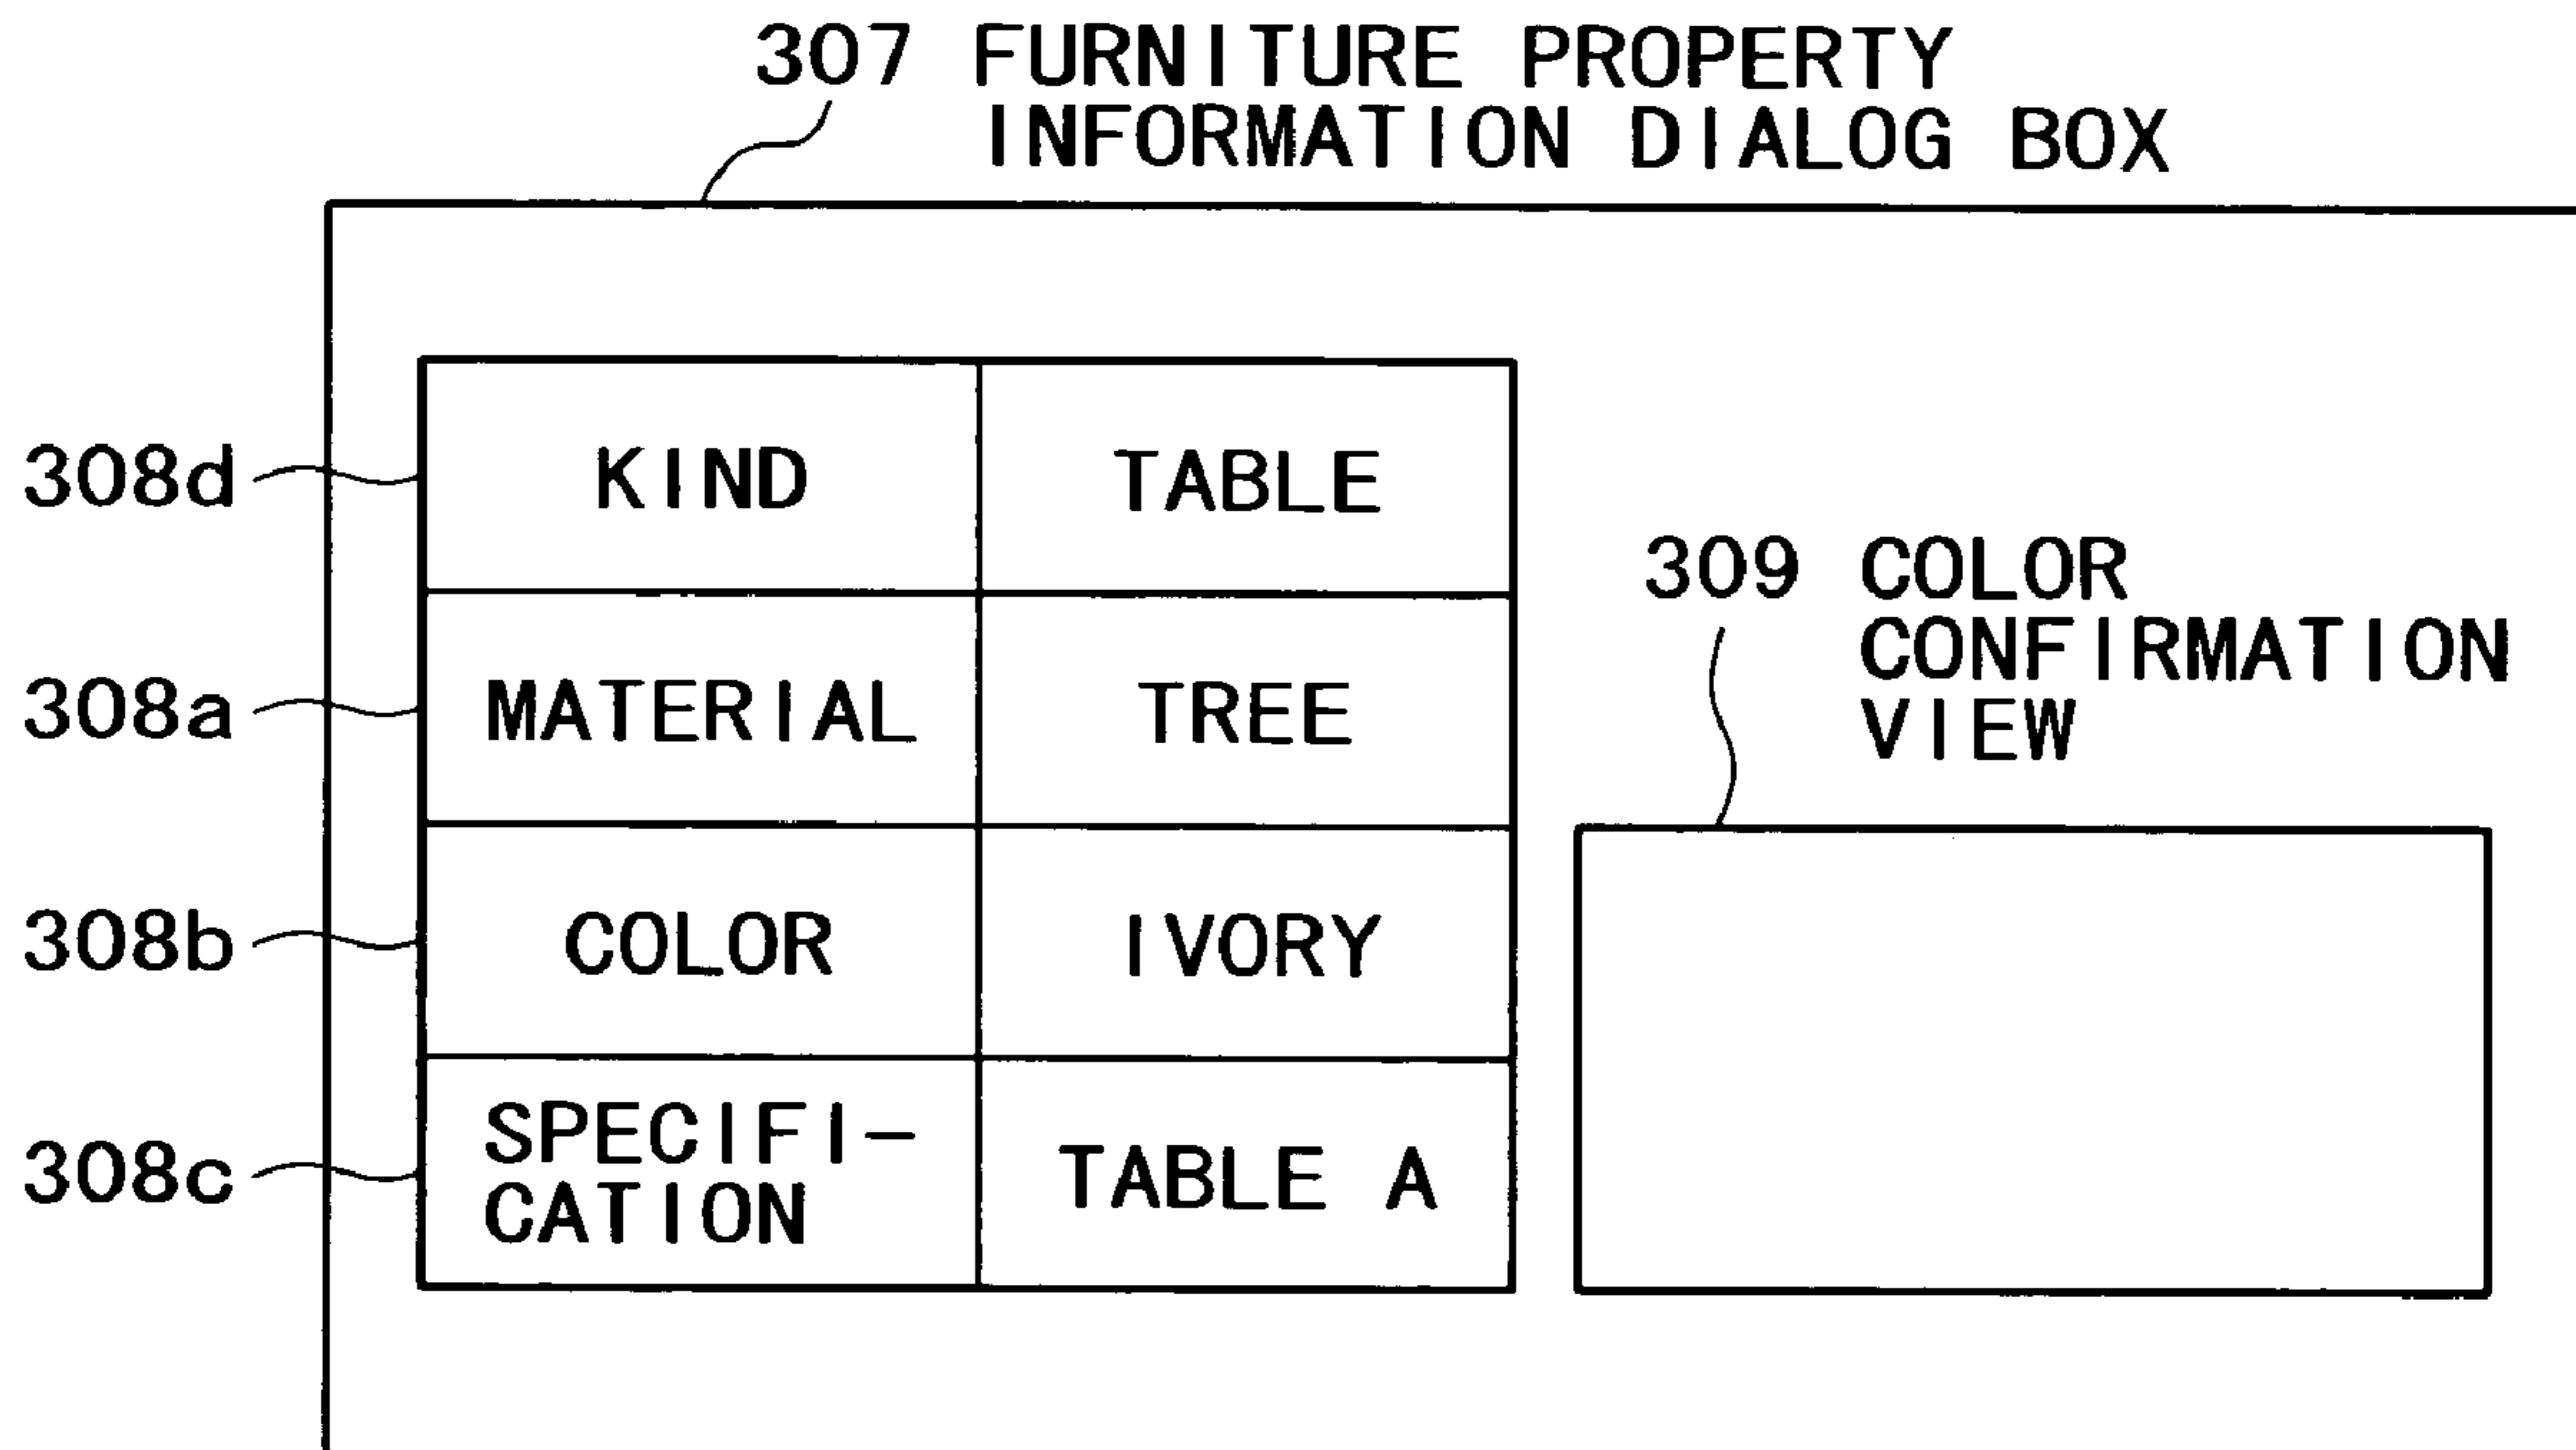 307 FURNITURE PROPERTY
INFORMATION DIALOG BOX
308d KIND TABLE
308a MATERIAL TREE
308b COLOR IVORY
308c SPECIFI-
CATION TABLE A
309 COLOR
CONFIRMATION
VIEW